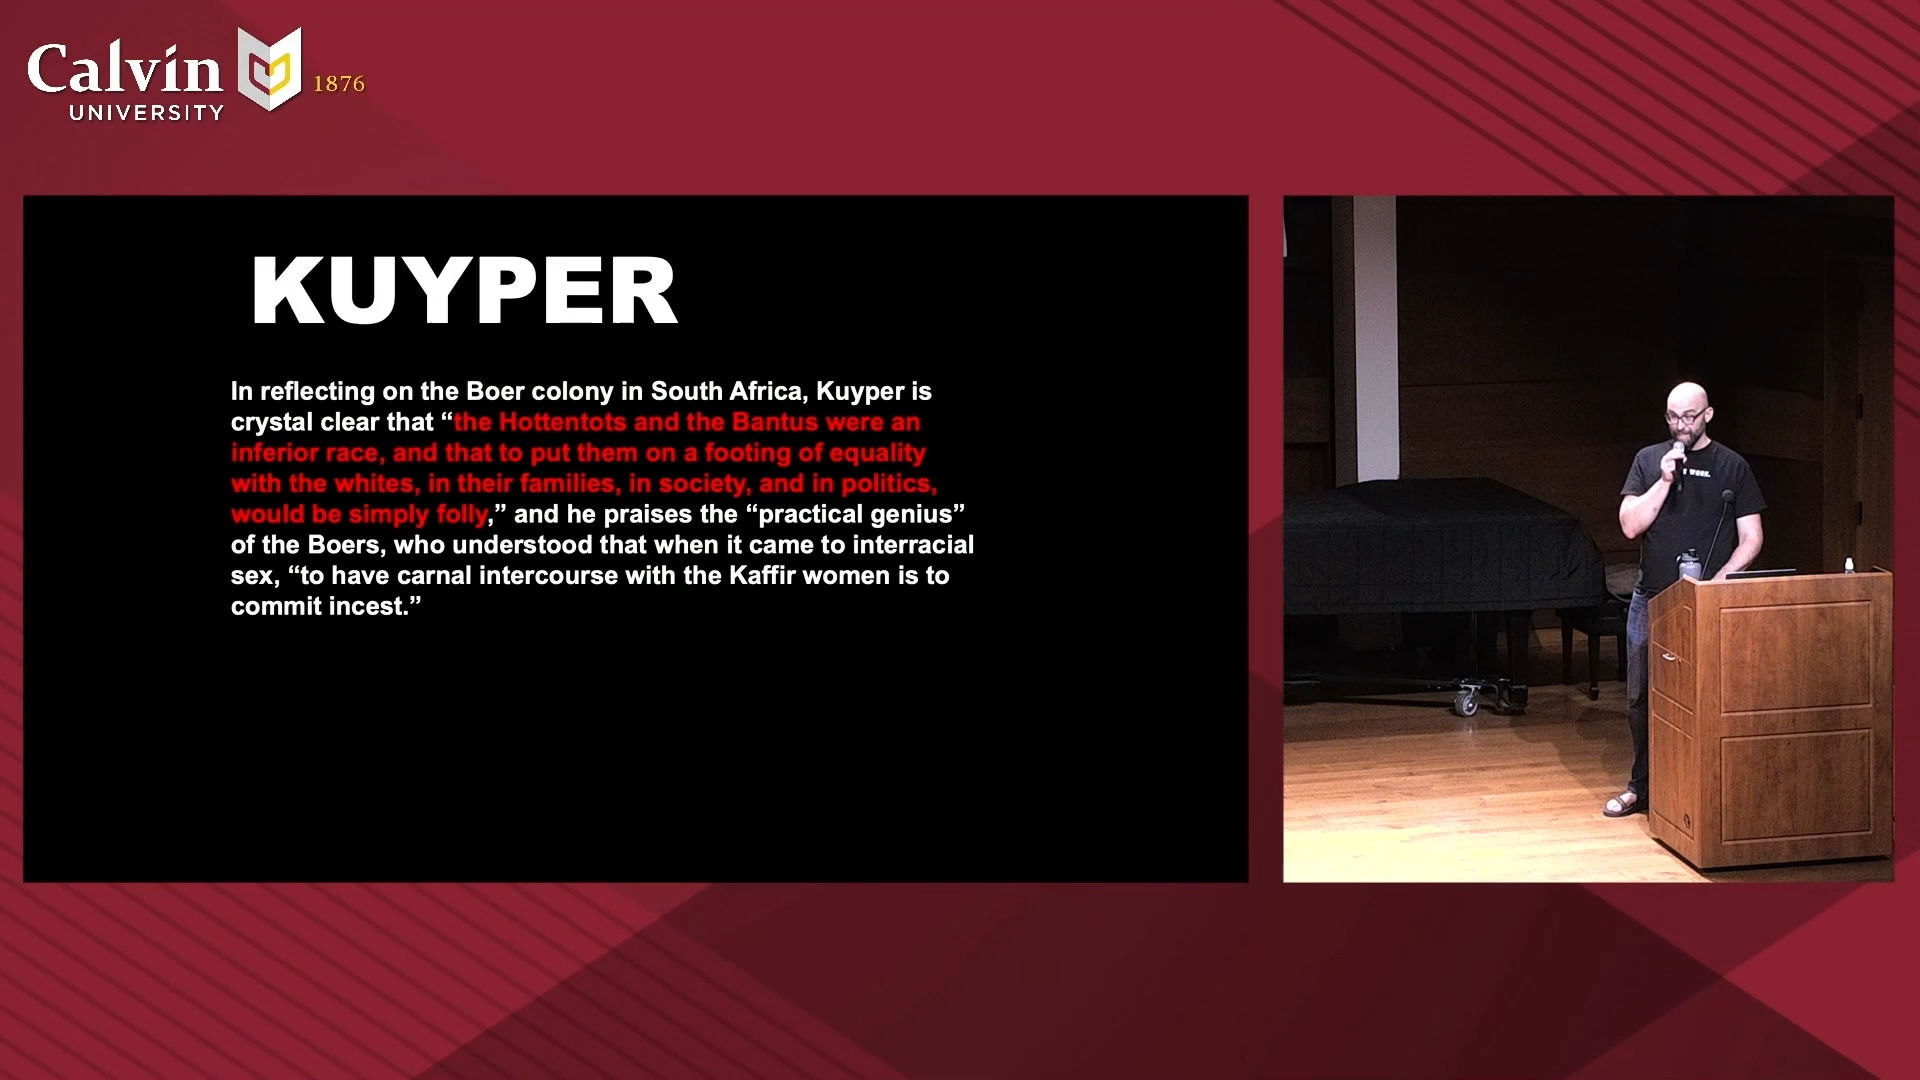 Calvin
UNIVERSITY
1876
KUYPER
In reflecting on the Boer colony in South Africa, Kuyper is
crystal clear that “the Hottentots and the Bantus were an
inferior race, and that to put them on a footing of equality
with the whites, in their families, in society, and in politics,
would be simply folly,” and he praises the “practical genius”
of the Boers, who understood that when it came to interracial
sex, “to have carnal intercourse with the Kaffir women is to
commit incest.”